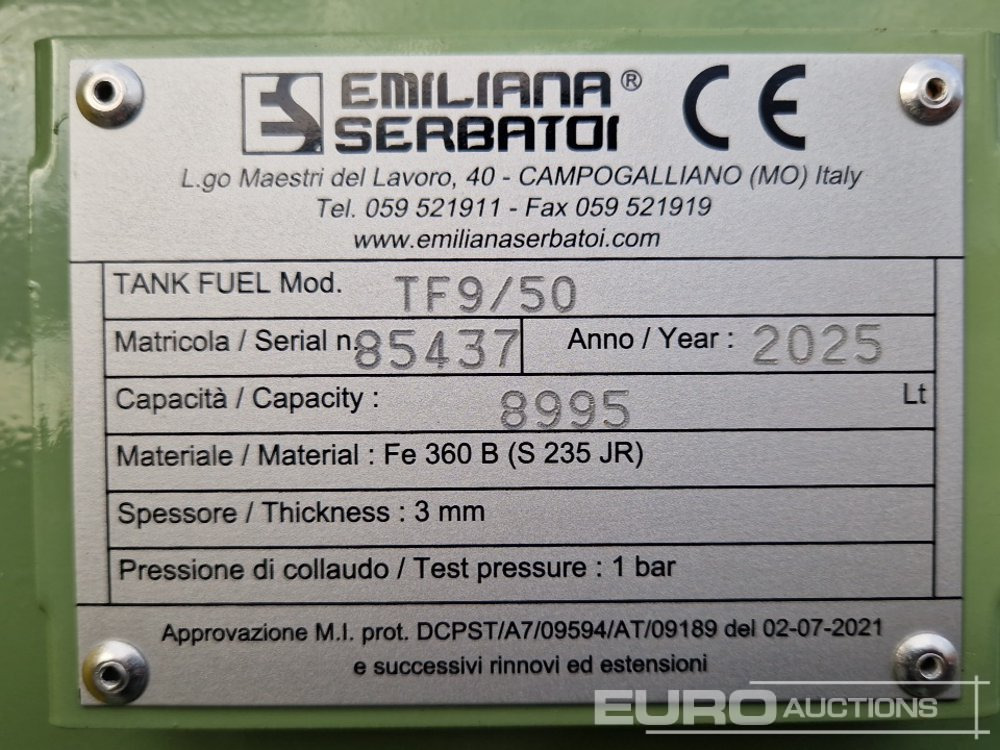 ES EMILIANA® CE
SERBATOI
L.go Maestri del Lavoro, 40 - CAMPOGALLIANO (MO) Italy
Tel. 059 521911 - Fax 059 521919
www.emilianaserbatoi.com
TANK FUEL Mod. TF9/50
Matricola / Serial n. 85437 Anno / Year : 2025
Capacità / Capacity : 8995 Lt
Materiale / Material : Fe 360 B (S 235 JR)
Spessore / Thickness : 3 mm
Pressione di collaudo / Test pressure : 1 bar
Approvazione M.I. prot. DCPST/A7/09594/AT/09189 del 02-07-2021
e successivi rinnovi ed estensioni
EURO AUCTIONS